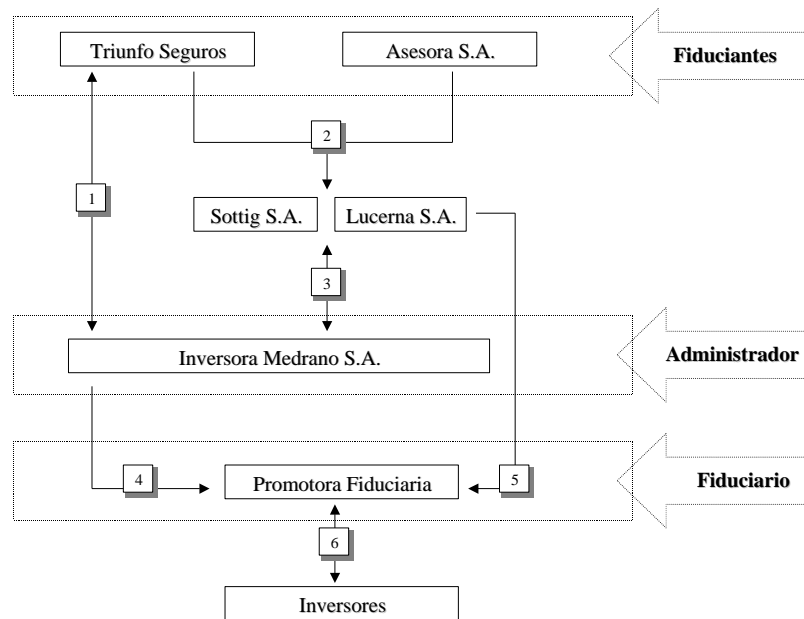 Triunfo Seguros
Asesora S.A.
Fiduciantes
2
1
Sottig S.A.
Lucerna S.A.
3
Inversora Medrano S.A.
Administrador
4
Promotora Fiduciaria
5
Fiduciario
6
Inversores